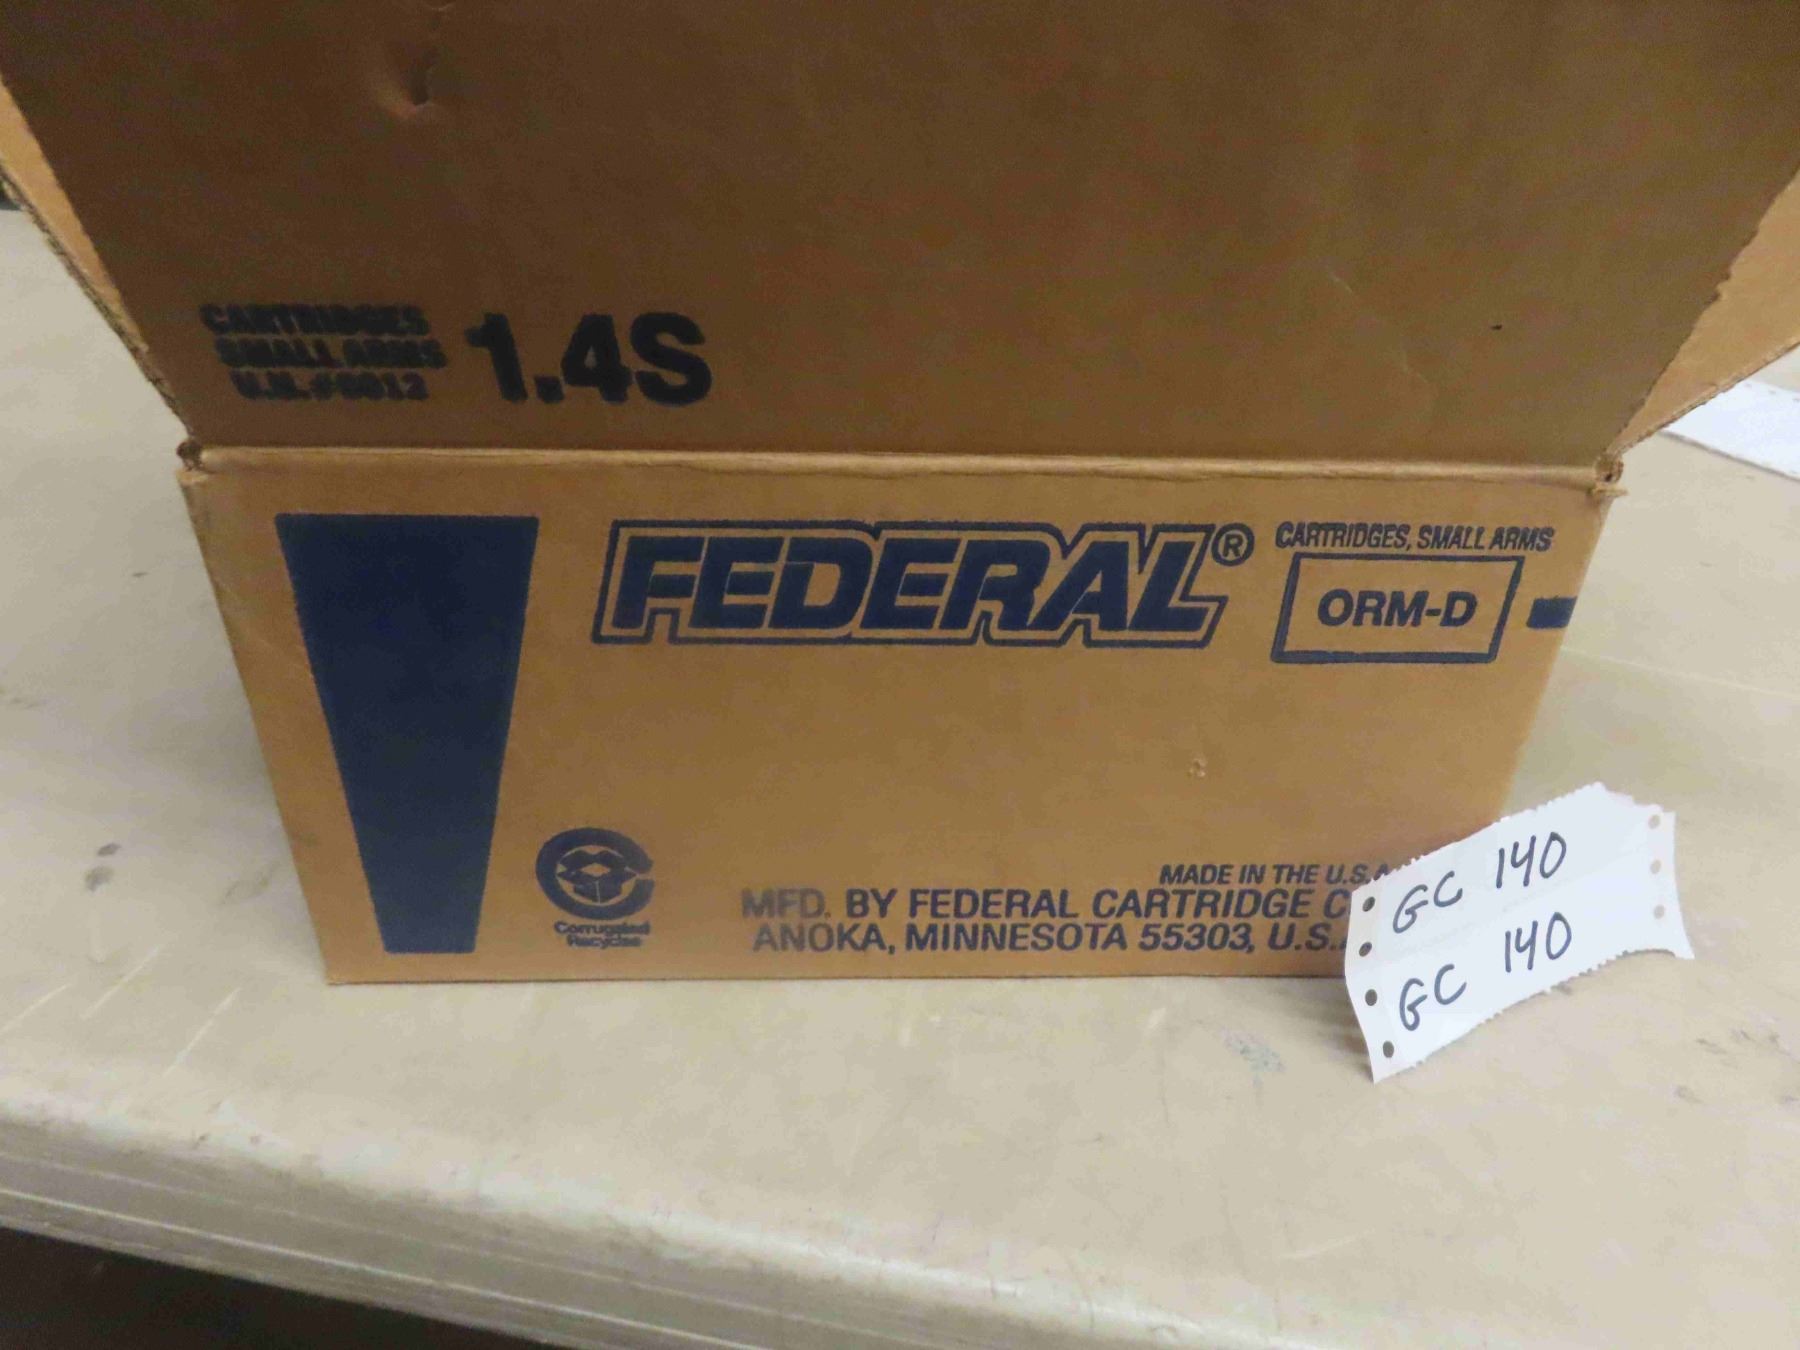 CARTRIDGES
SMALL ARMS
U.N. #0012
1.4S
FEDERAL®
CARTRIDGES, SMALL ARMS
ORM-D
Corrugated
Recycles
MADE IN THE U.S.A
MFD. BY FEDERAL CARTRIDGE C
ANOKA, MINNESOTA 55303, U.S.
GC 140
GC 140